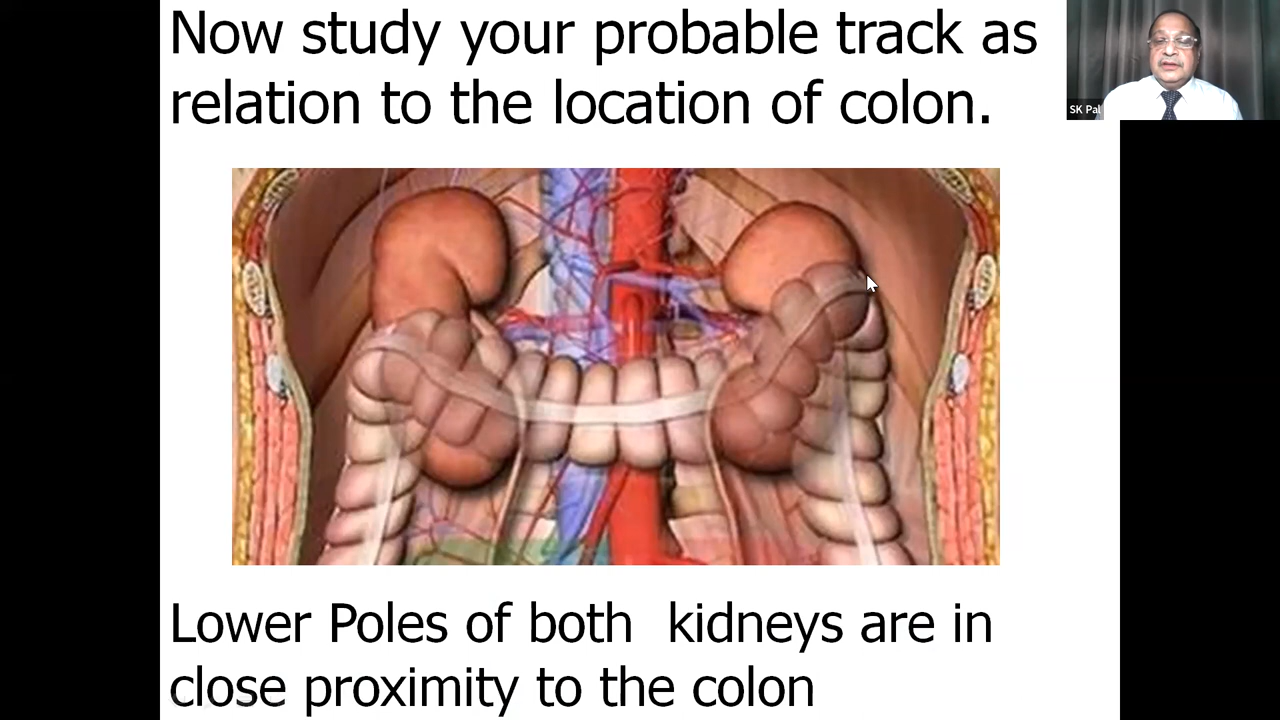 Now study your probable track as
relation to the location of colon.
SK Pal
Lower Poles of both  kidneys are in
close proximity to the colon